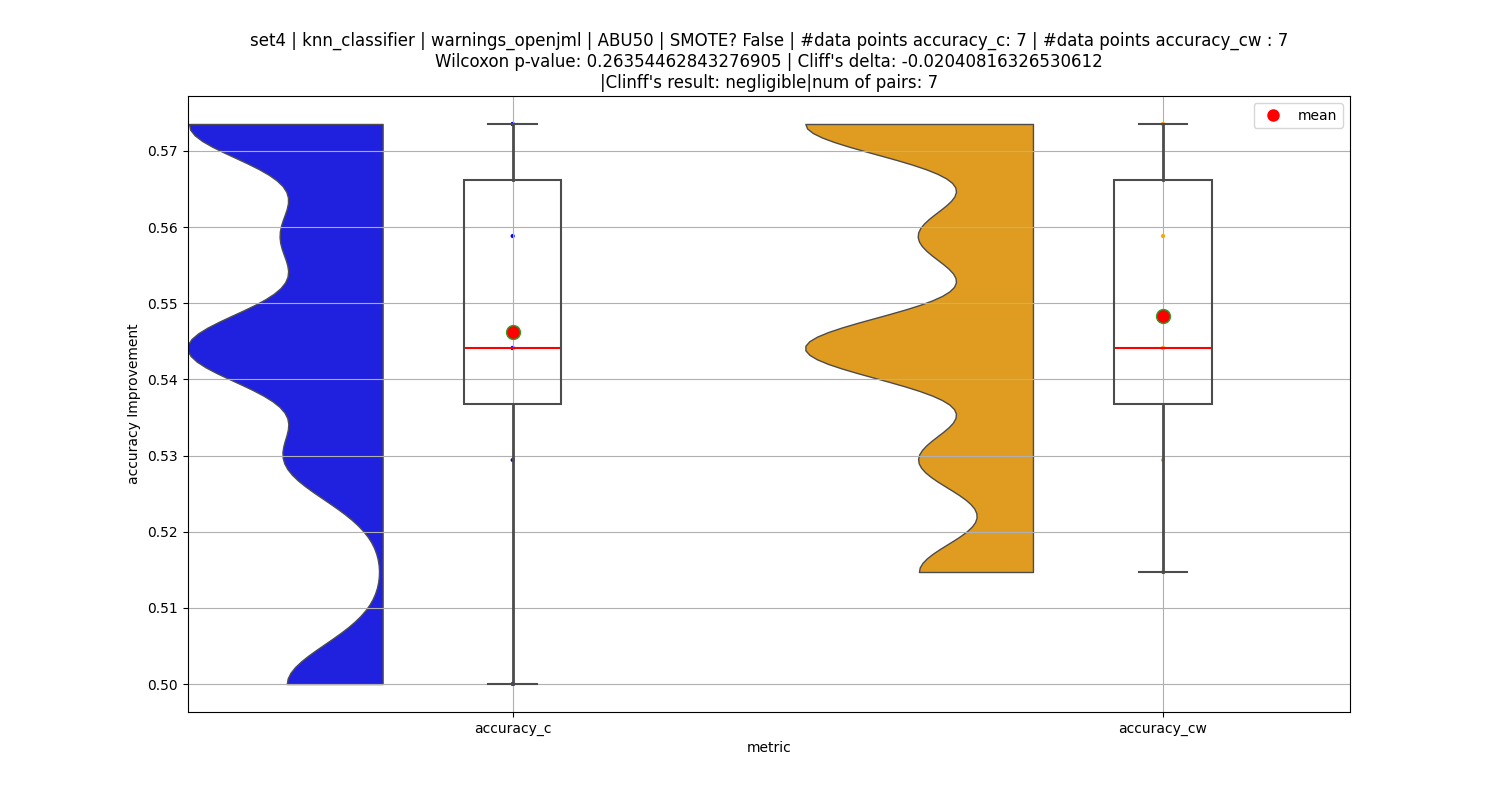 set4 | knn_classifier | warnings_openjml | ABU50 | SMOTE? False | #data points accuracy_c: 7 | #data points accuracy_cw : 7
Wilcoxon p-value: 0.26354462843276905 | Cliff's delta: -0.02040816326530612
|Clinff's result: negligible|num of pairs: 7
mean
0.57
0.56
0.55
0.54
0.53
0.52
0.51
0.50
accuracy Improvement
accuracy_c
accuracy_cw
metric